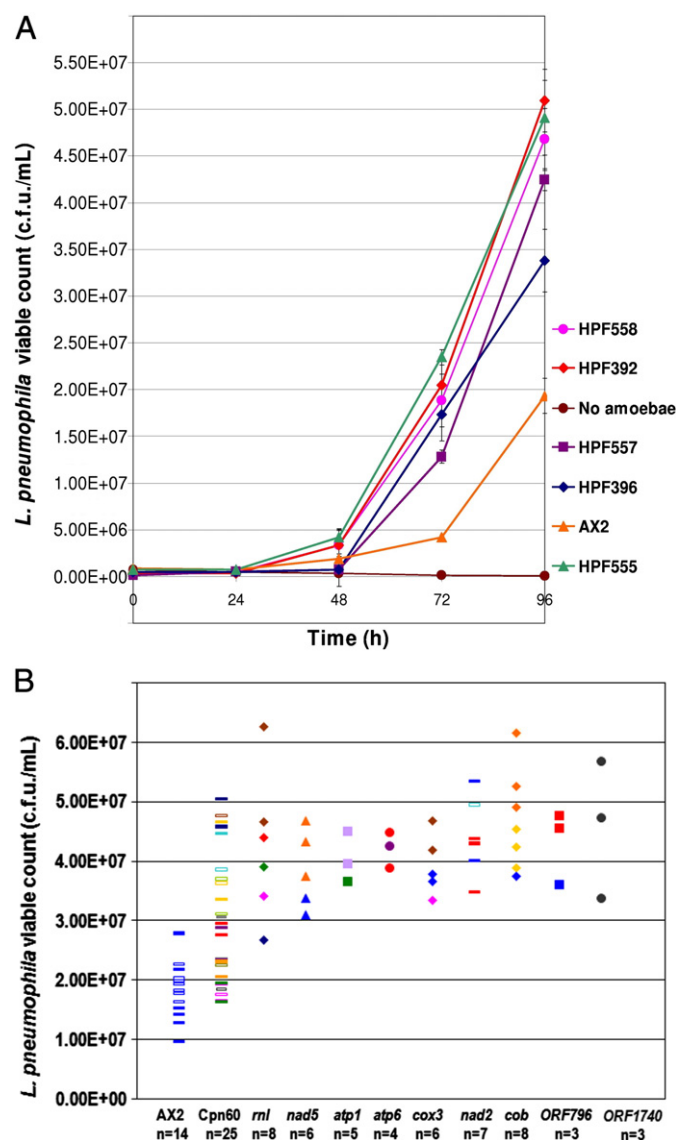 A
L. pneumophila viable count (c.f.u./mL)
5.50E+07
5.00E+07
4.50E+07
4.00E+07
3.50E+07
3.00E+07
2.50E+07
2.00E+07
1.50E+07
1.00E+07
5.00E+06
0.00E+00
0 24 48 72 96
Time (h)
HPF558
HPF392
No amoebae
HPF557
HPF396
AX2
HPF555
B
L. pneumophila viable count (c.f.u./mL)
6.00E+07
5.00E+07
4.00E+07
3.00E+07
2.00E+07
1.00E+07
0.00E+00
AX2 Cpn60 rnl nad5 atp1 atp6 cox3 nad2 cob ORF796 ORF1740
n=14 n=25 n=8 n=6 n=5 n=4 n=6 n=7 n=8 n=3 n=3